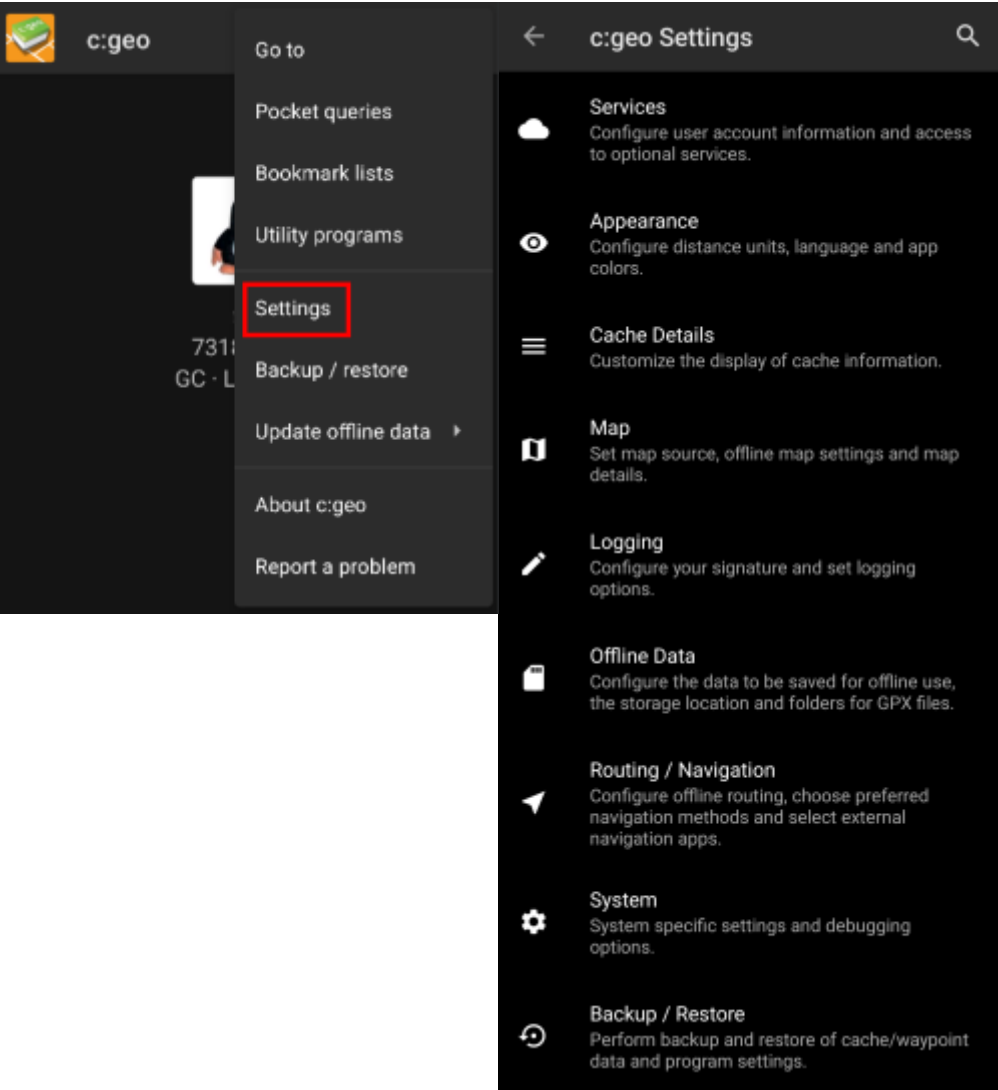 c:geo
Go to
Pocket queries
Bookmark lists
Utility programs
Settings
7318
GC · L
Backup / restore
Update offline data
About c:geo
Report a problem
c:geo Settings
Services
Configure user account information and access
to optional services.
Appearance
Configure distance units, language and app
colors.
Cache Details
Customize the display of cache information.
Map
Set map source, offline map settings and map
details.
Logging
Configure your signature and set logging
options.
Offline Data
Configure the data to be saved for offline use,
the storage location and folders for GPX files.
Routing / Navigation
Configure offline routing, choose preferred
navigation methods and select external
navigation apps.
System
System specific settings and debugging
options.
Backup / Restore
Perform backup and restore of cache/waypoint
data and program settings.